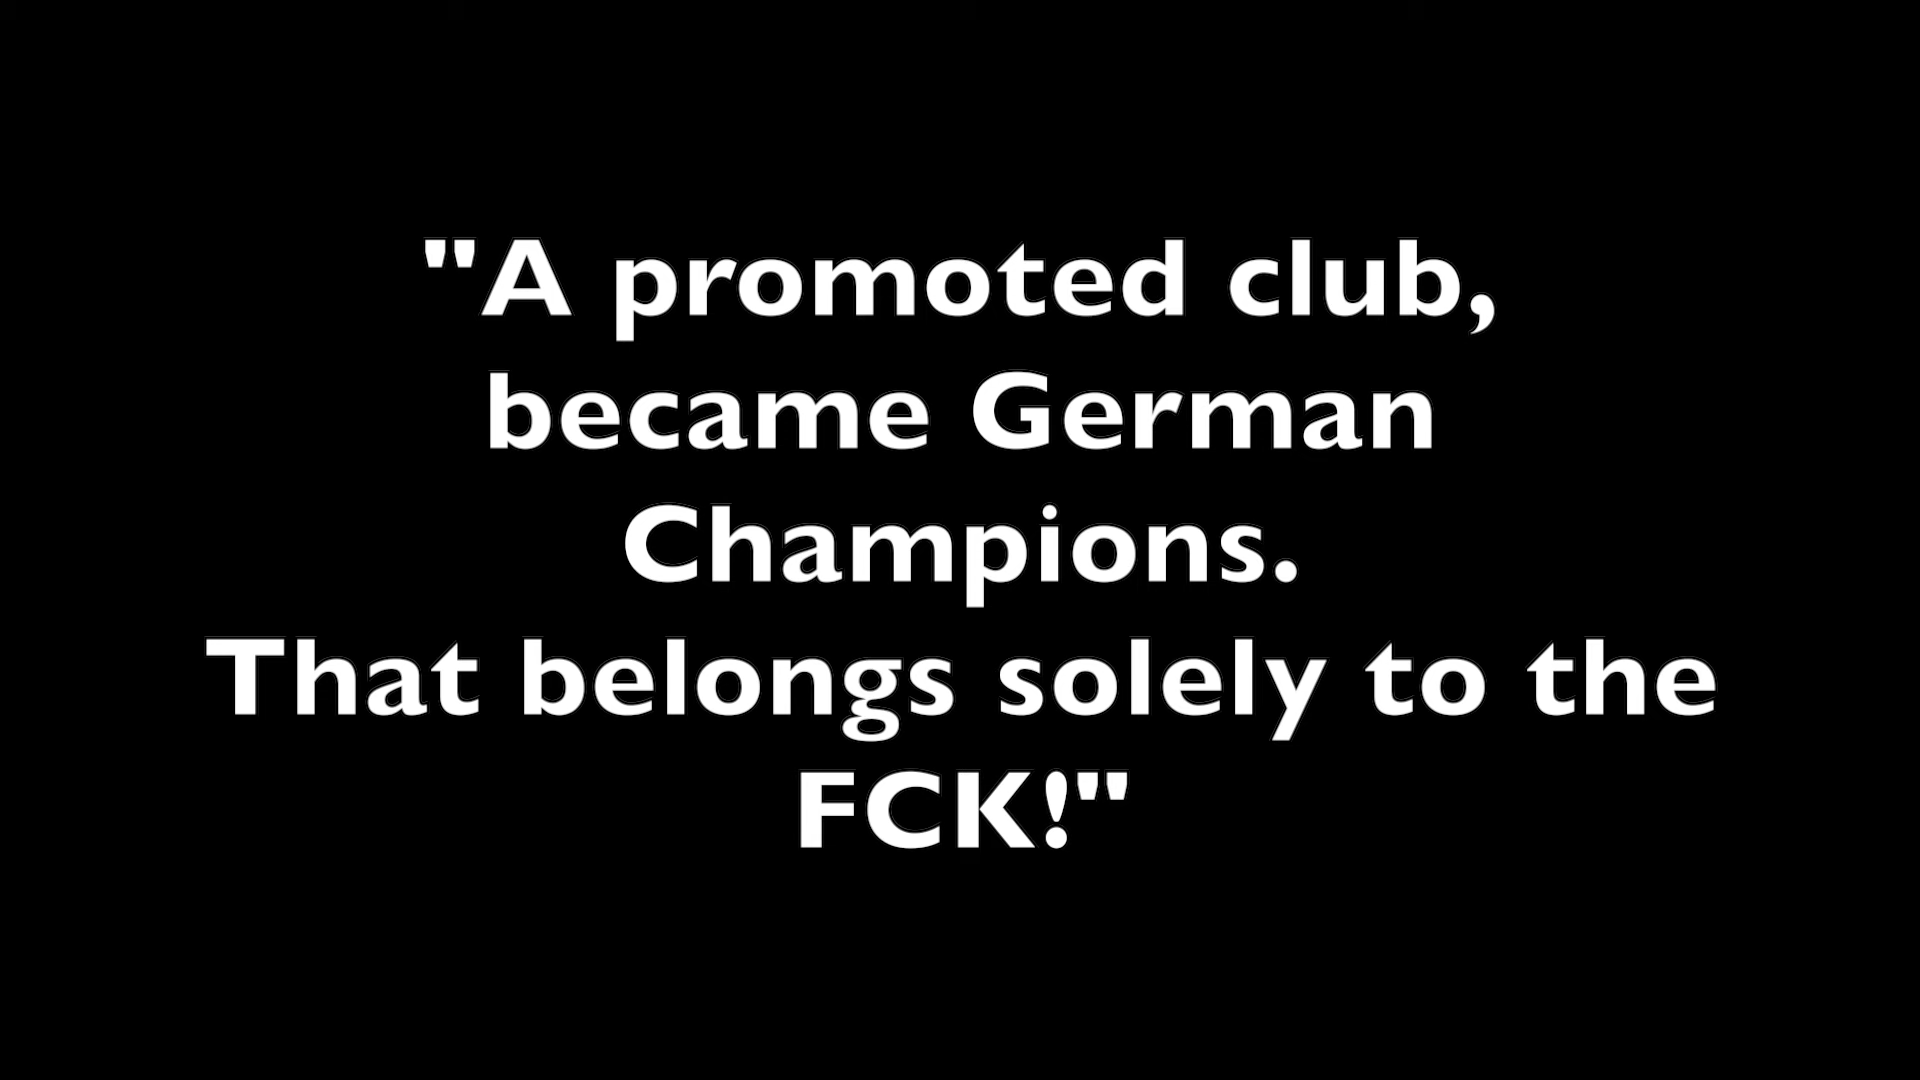 "A promoted club,
became German
Champions.
That belongs solely to the
FCK!"